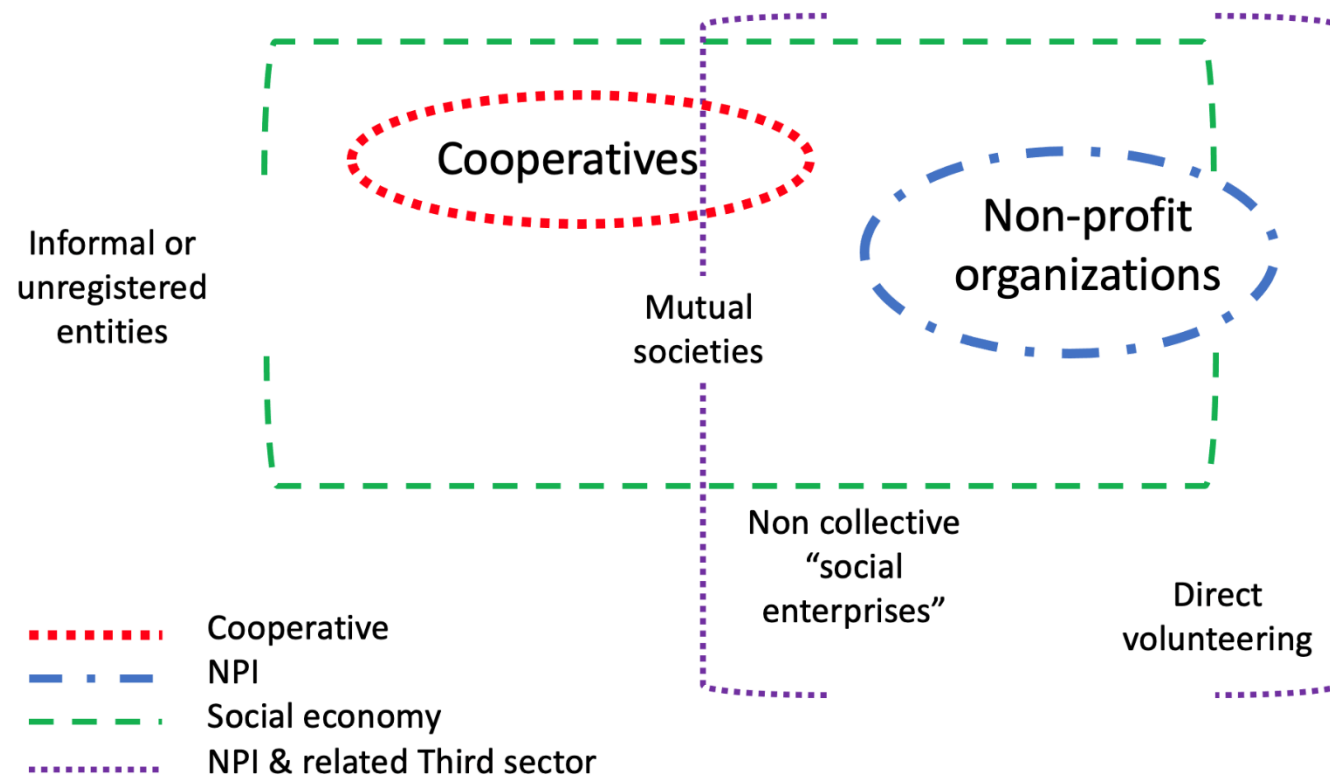 Cooperatives
Non-profit
organizations
Informal or
unregistered
entities
Mutual
societies
Non collective
“social
enterprises”
Direct
volunteering
Cooperative
NPI
Social economy
NPI & related Third sector